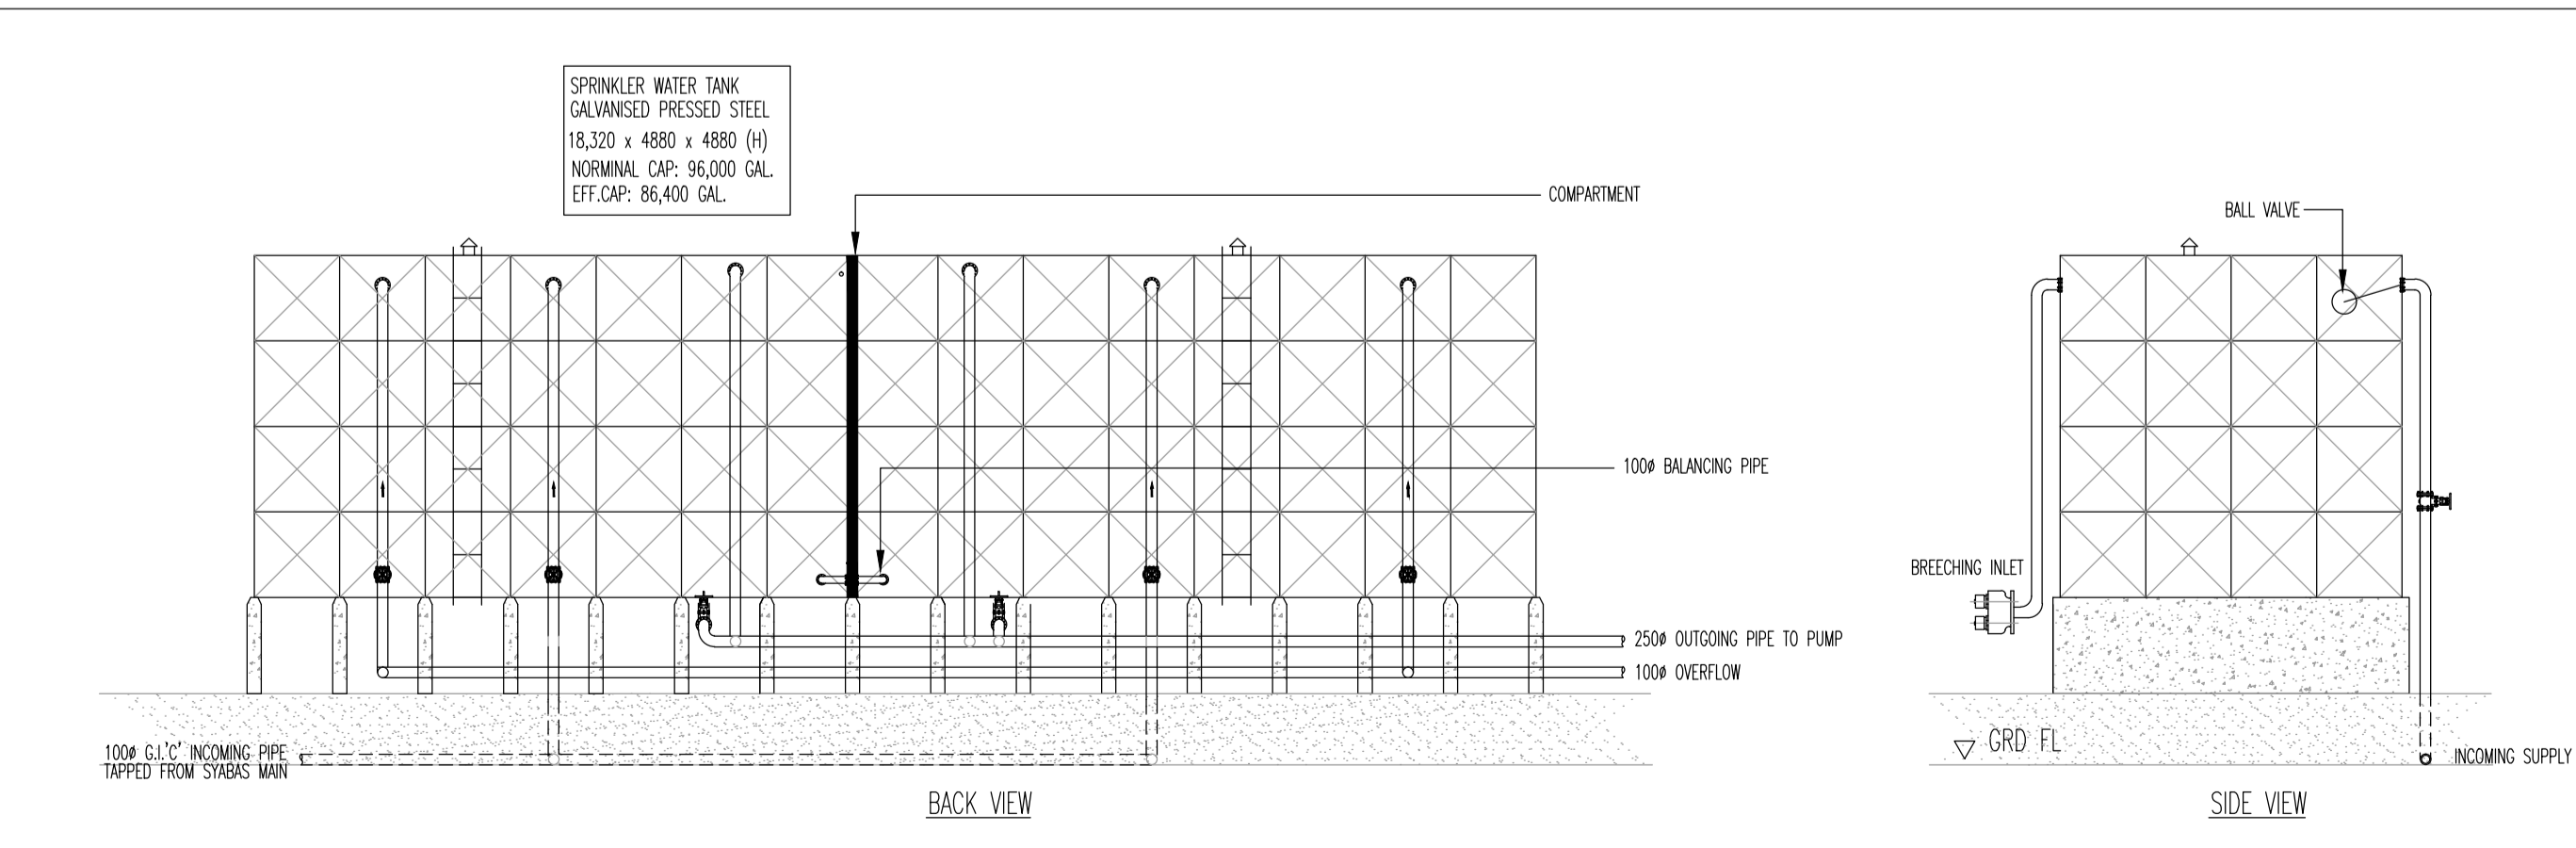 SPRINKLER WATER TANK
GALVANISED PRESSED STEEL
18,320 x 4880 x 4880 (H)
NORMINAL CAP: 96,000 GAL.
EFF.CAP: 86,400 GAL.
COMPARTMENT
100ø BALANCING PIPE
250ø OUTGOING PIPE TO PUMP
100ø OVERFLOW
100ø G.I.'C' INCOMING PIPE
TAPPED FROM SYABAS MAIN
BACK VIEW
BALL VALVE
BREECHING INLET
GRD FL
INCOMING SUPPLY
SIDE VIEW